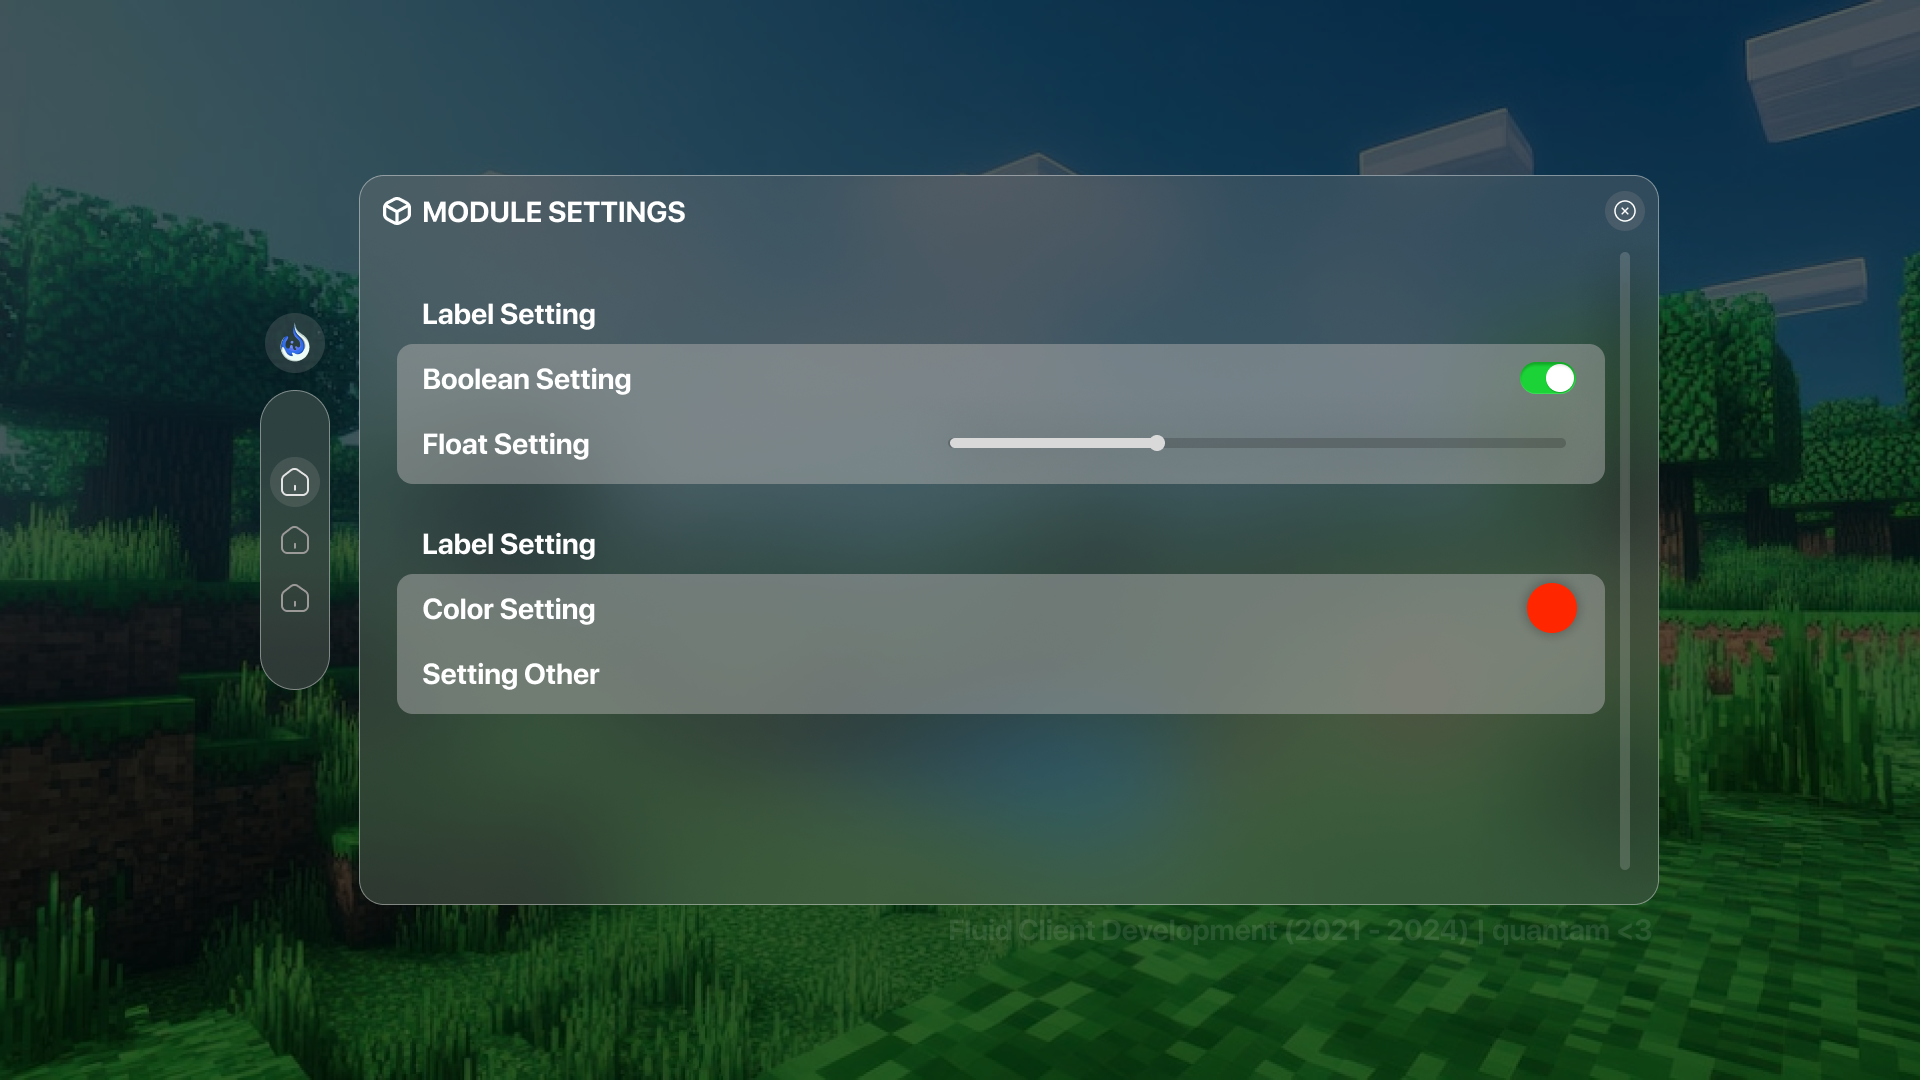 MODULE SETTINGS
Label Setting
Boolean Setting
Float Setting
Label Setting
Color Setting
Setting Other
Fluid Client Development (2021 - 2024) | quantam <3